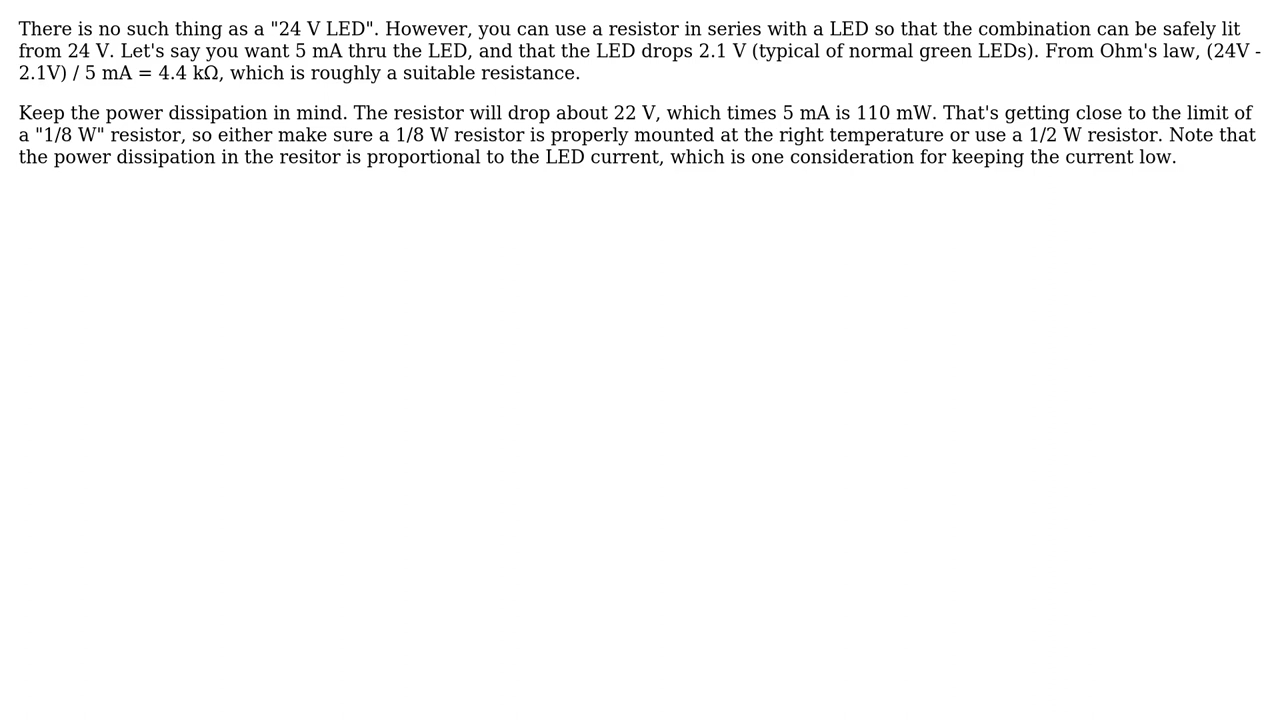 There is no such thing as a "24 V LED". However, you can use a resistor in series with a LED so that the combination can be safely lit
from 24 V. Let's say you want 5 mA thru the LED, and that the LED drops 2.1 V (typical of normal green LEDs). From Ohm's law, (24V -
2.1V) / 5 mA = 4.4 kΩ, which is roughly a suitable resistance.
Keep the power dissipation in mind. The resistor will drop about 22 V, which times 5 mA is 110 mW. That's getting close to the limit of
a "1/8 W" resistor, so either make sure a 1/8 W resistor is properly mounted at the right temperature or use a 1/2 W resistor. Note that
the power dissipation in the resitor is proportional to the LED current, which is one consideration for keeping the current low.